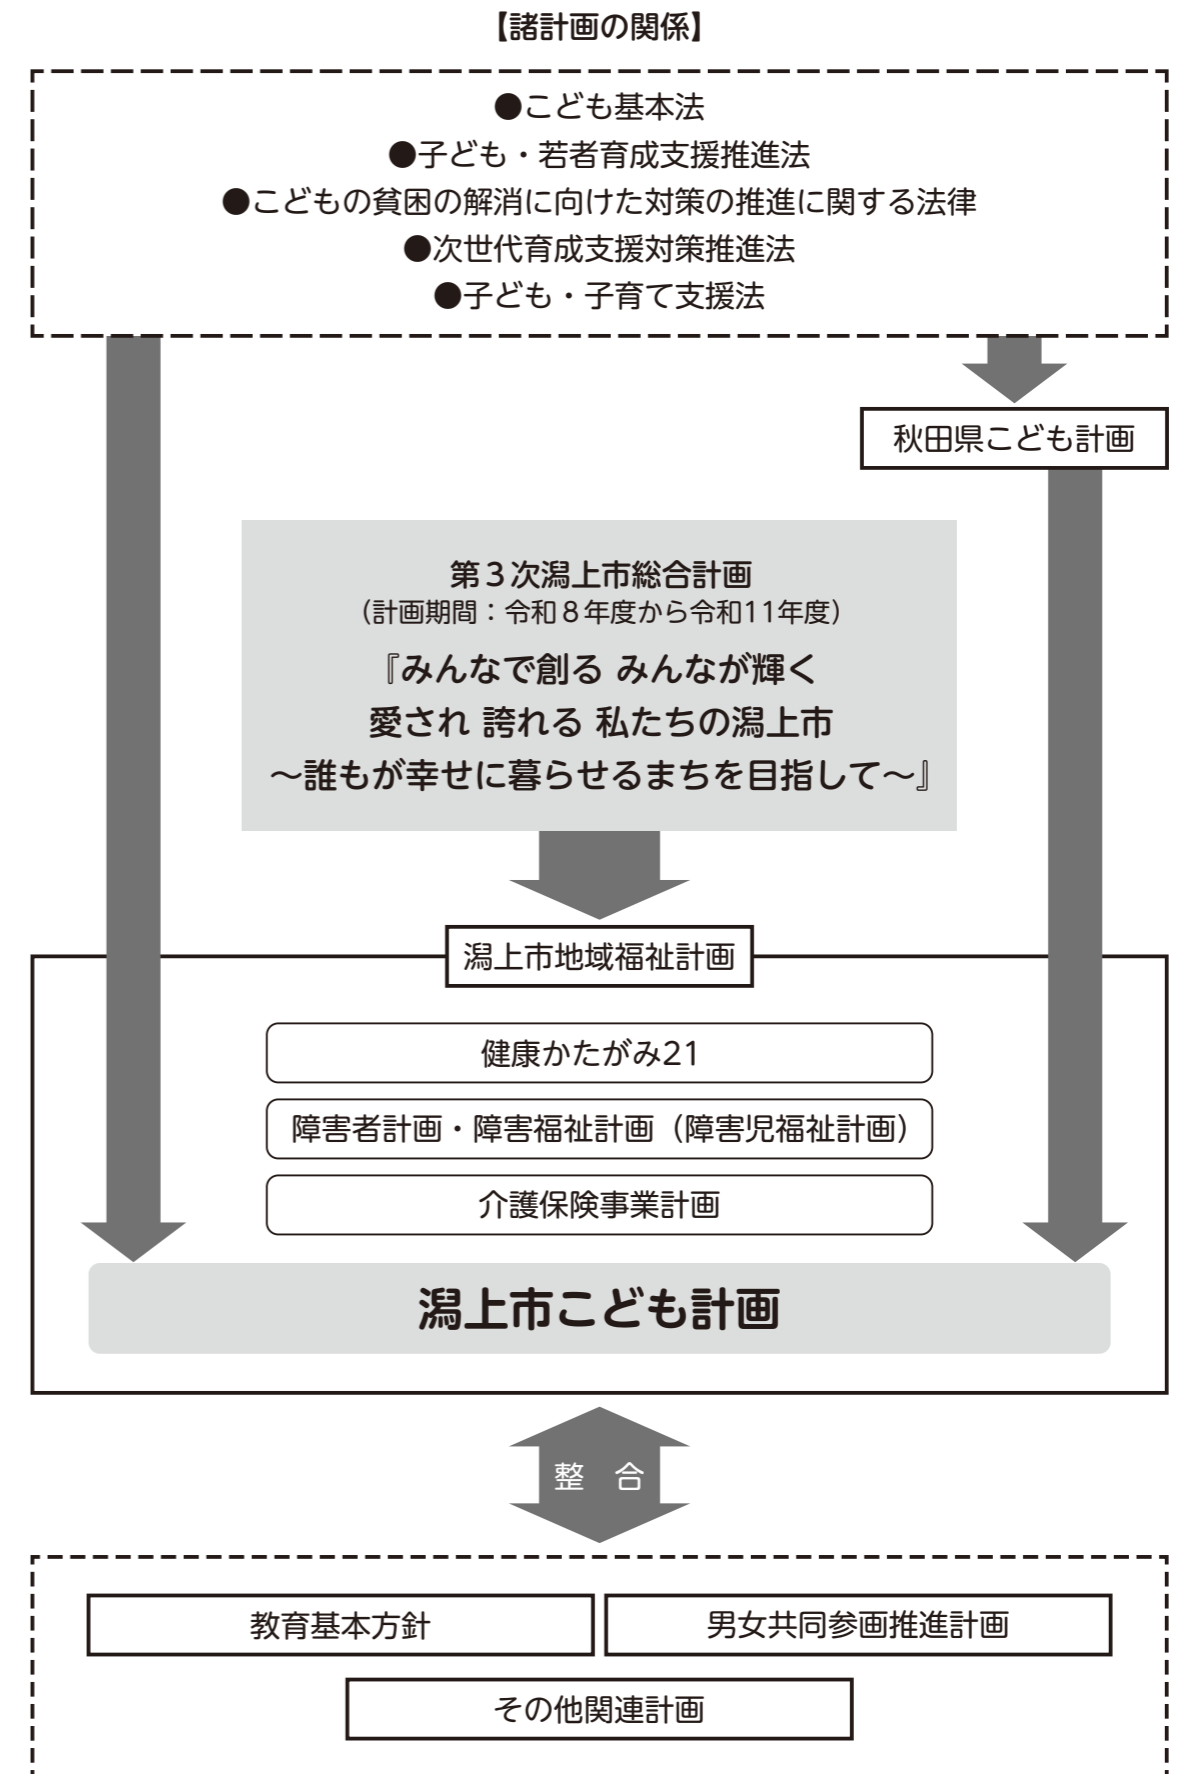 【諸計画の関係】
●こども基本法
●子ども・若者育成支援推進法
●こどもの貧困の解消に向けた対策の推進に関する法律
●次世代育成支援対策推進法
●子ども・子育て支援法
秋田県こども計画
第３次潟上市総合計画
（計画期間：令和８年度から令和11年度）
『みんなで創る みんなが輝く
愛され 誇れる 私たちの潟上市
～誰もが幸せに暮らせるまちを目指して～』
潟上市地域福祉計画
健康かたがみ21
障害者計画・障害福祉計画（障害児福祉計画）
介護保険事業計画
潟上市こども計画
整　合
教育基本方針
男女共同参画推進計画
その他関連計画